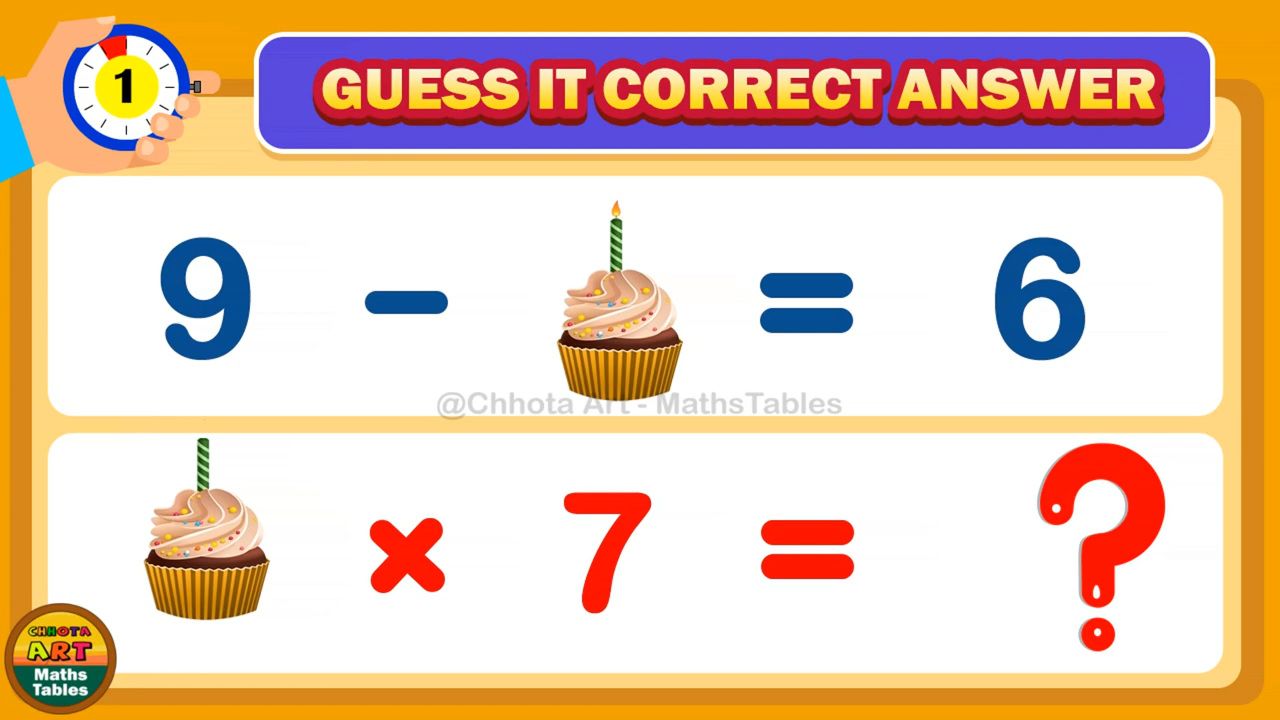 1
GUESS IT CORRECT ANSWER
9 - = 6
@Chhota Art - MathsTables
× 7 = ?
CHHOTA
ART
Maths
Tables